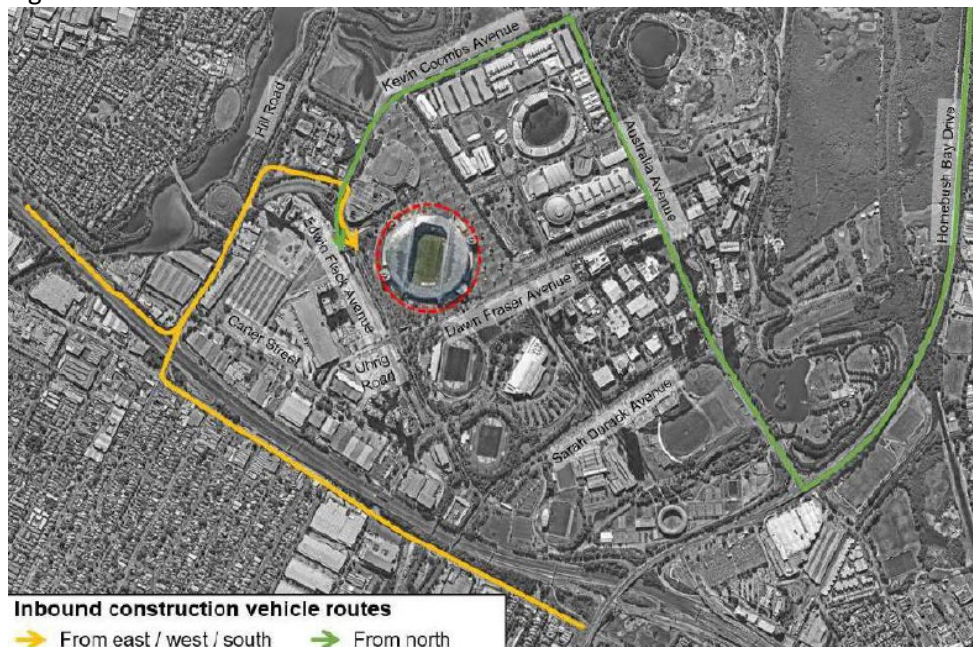 Kevin Coombs Avenue
Hill Road
Australia Avenue
Homebush Bay Drive
Edwin Flack Avenue
Dawn Fraser Avenue
Carter Street
Uhrig
Road
Sarah Durack Avenue
Inbound construction vehicle routes
From east / west / south
From north